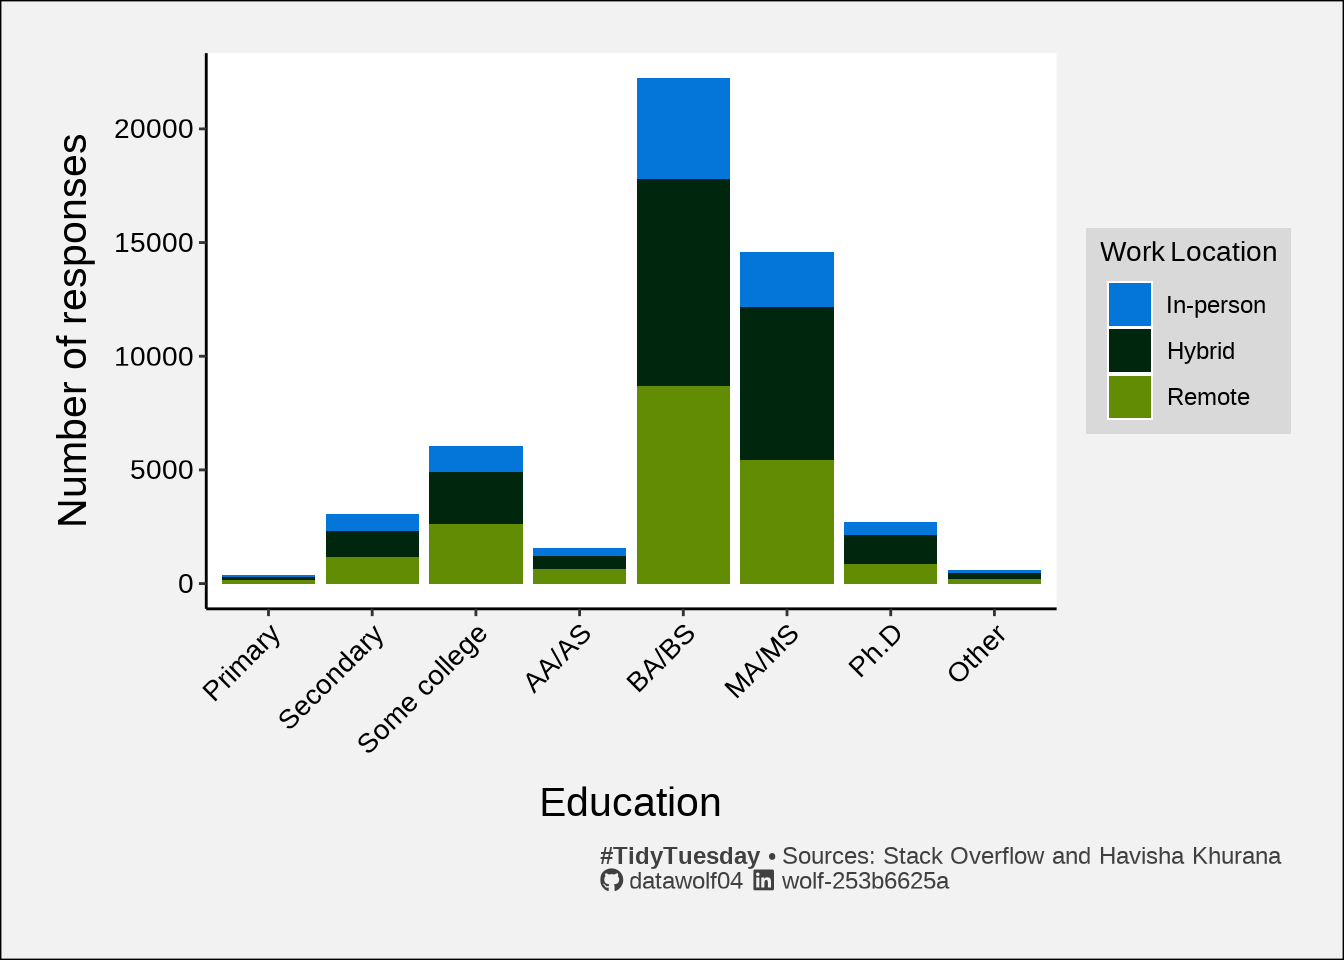 Number of responses
20000
15000
10000
5000
0
Primary
Secondary
Some college
AA/AS
BA/BS
MA/MS
Ph.D
Other
Education
Work Location
In-person
Hybrid
Remote
#TidyTuesday • Sources: Stack Overflow and Havisha Khurana
datawolf04 in wolf-253b6625a